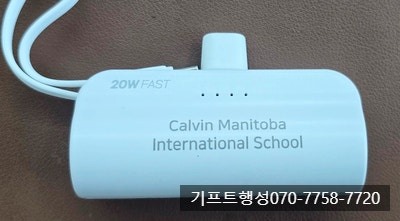 20W FAST
Calvin Manitoba
International School
기프트행성070-7758-7720